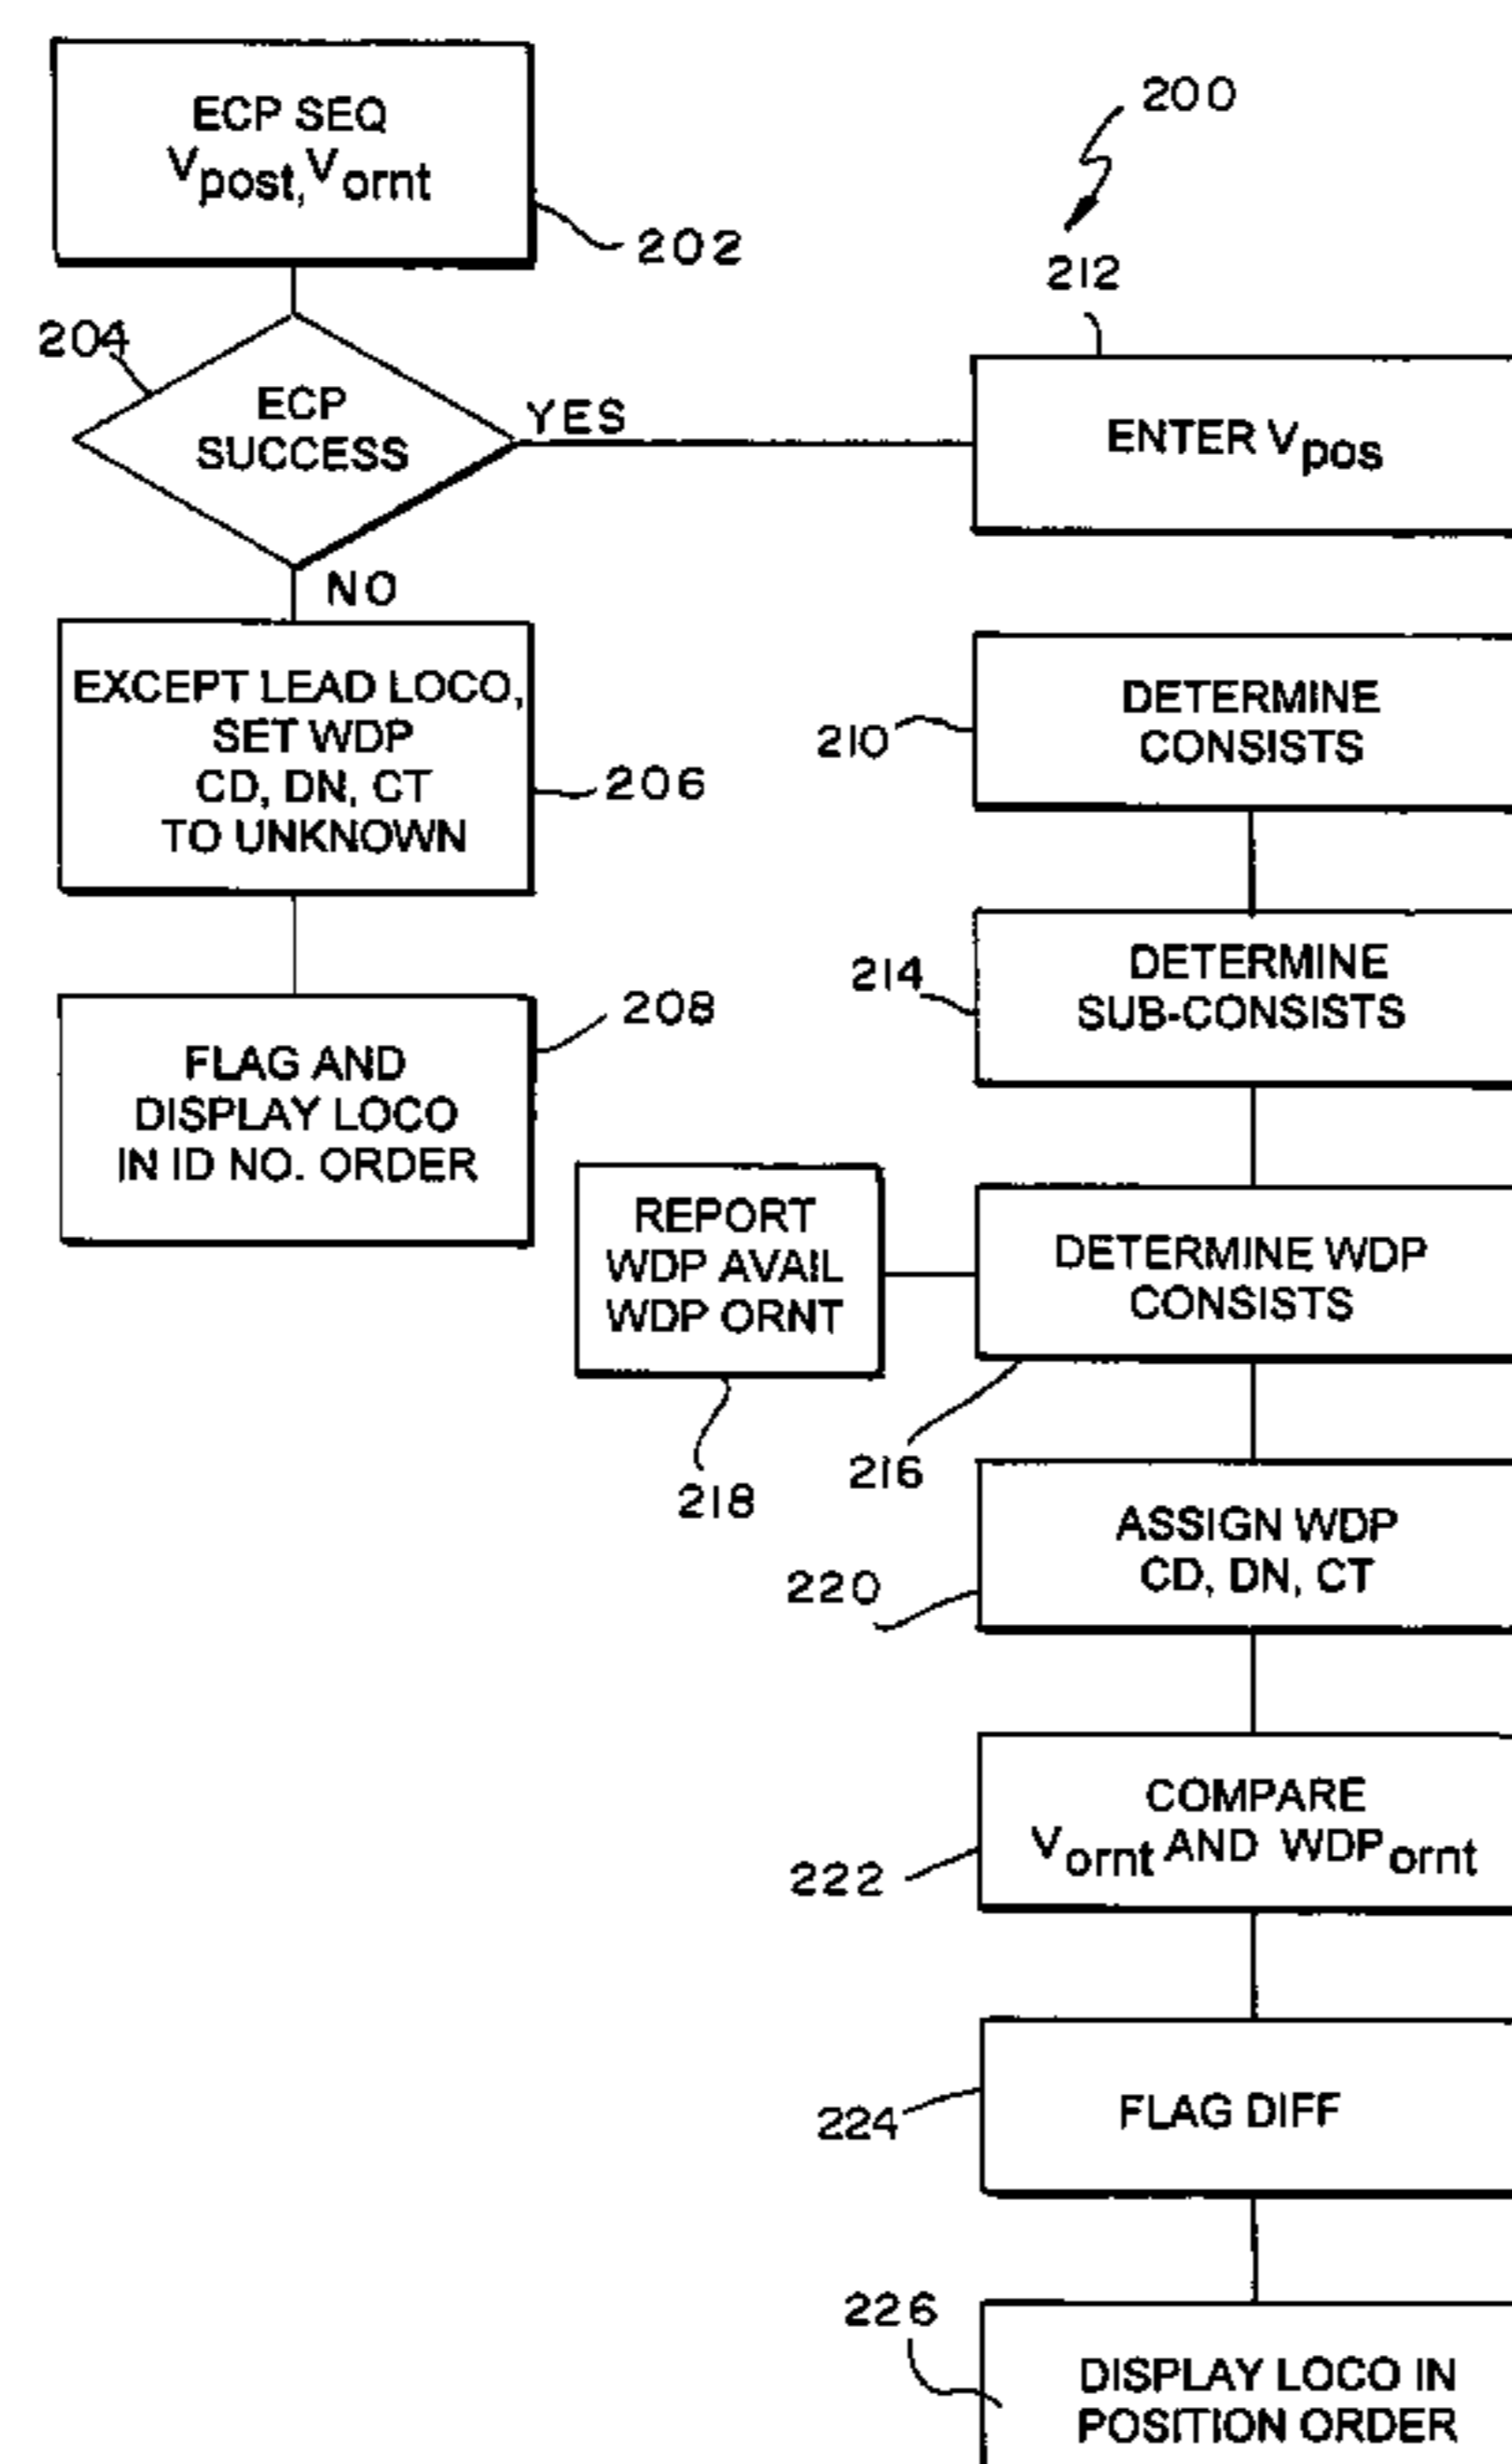 ECP SEQ
Vpost, Vornt
202
200
204
ECP
SUCCESS
YES
NO
212
ENTER Vpos
EXCEPT LEAD LOCO,
SET WDP
CD, DN, CT
TO UNKNOWN
206
210
DETERMINE
CONSISTS
FLAG AND
DISPLAY LOCO
IN ID NO. ORDER
208
214
DETERMINE
SUB-CONSISTS
REPORT
WDP AVAIL
WDP ORNT
218
DETERMINE WDP
CONSISTS
216
ASSIGN WDP
CD, DN, CT
220
COMPARE
Vornt AND WDPornt
222
FLAG DIFF
224
226
DISPLAY LOCO IN
POSITION ORDER